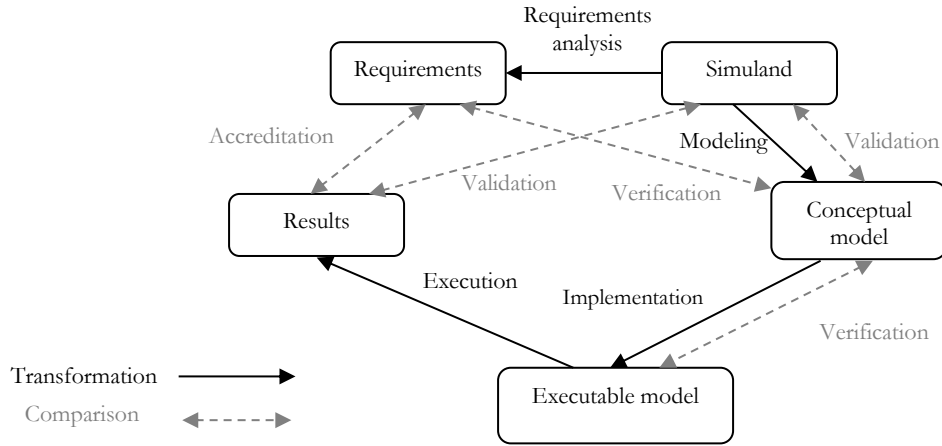 Requirements
analysis
Requirements
Simuland
Accreditation
Modeling
Validation
Validation
Verification
Results
Conceptual
model
Execution
Implementation
Verification
Transformation
Executable model
Comparison